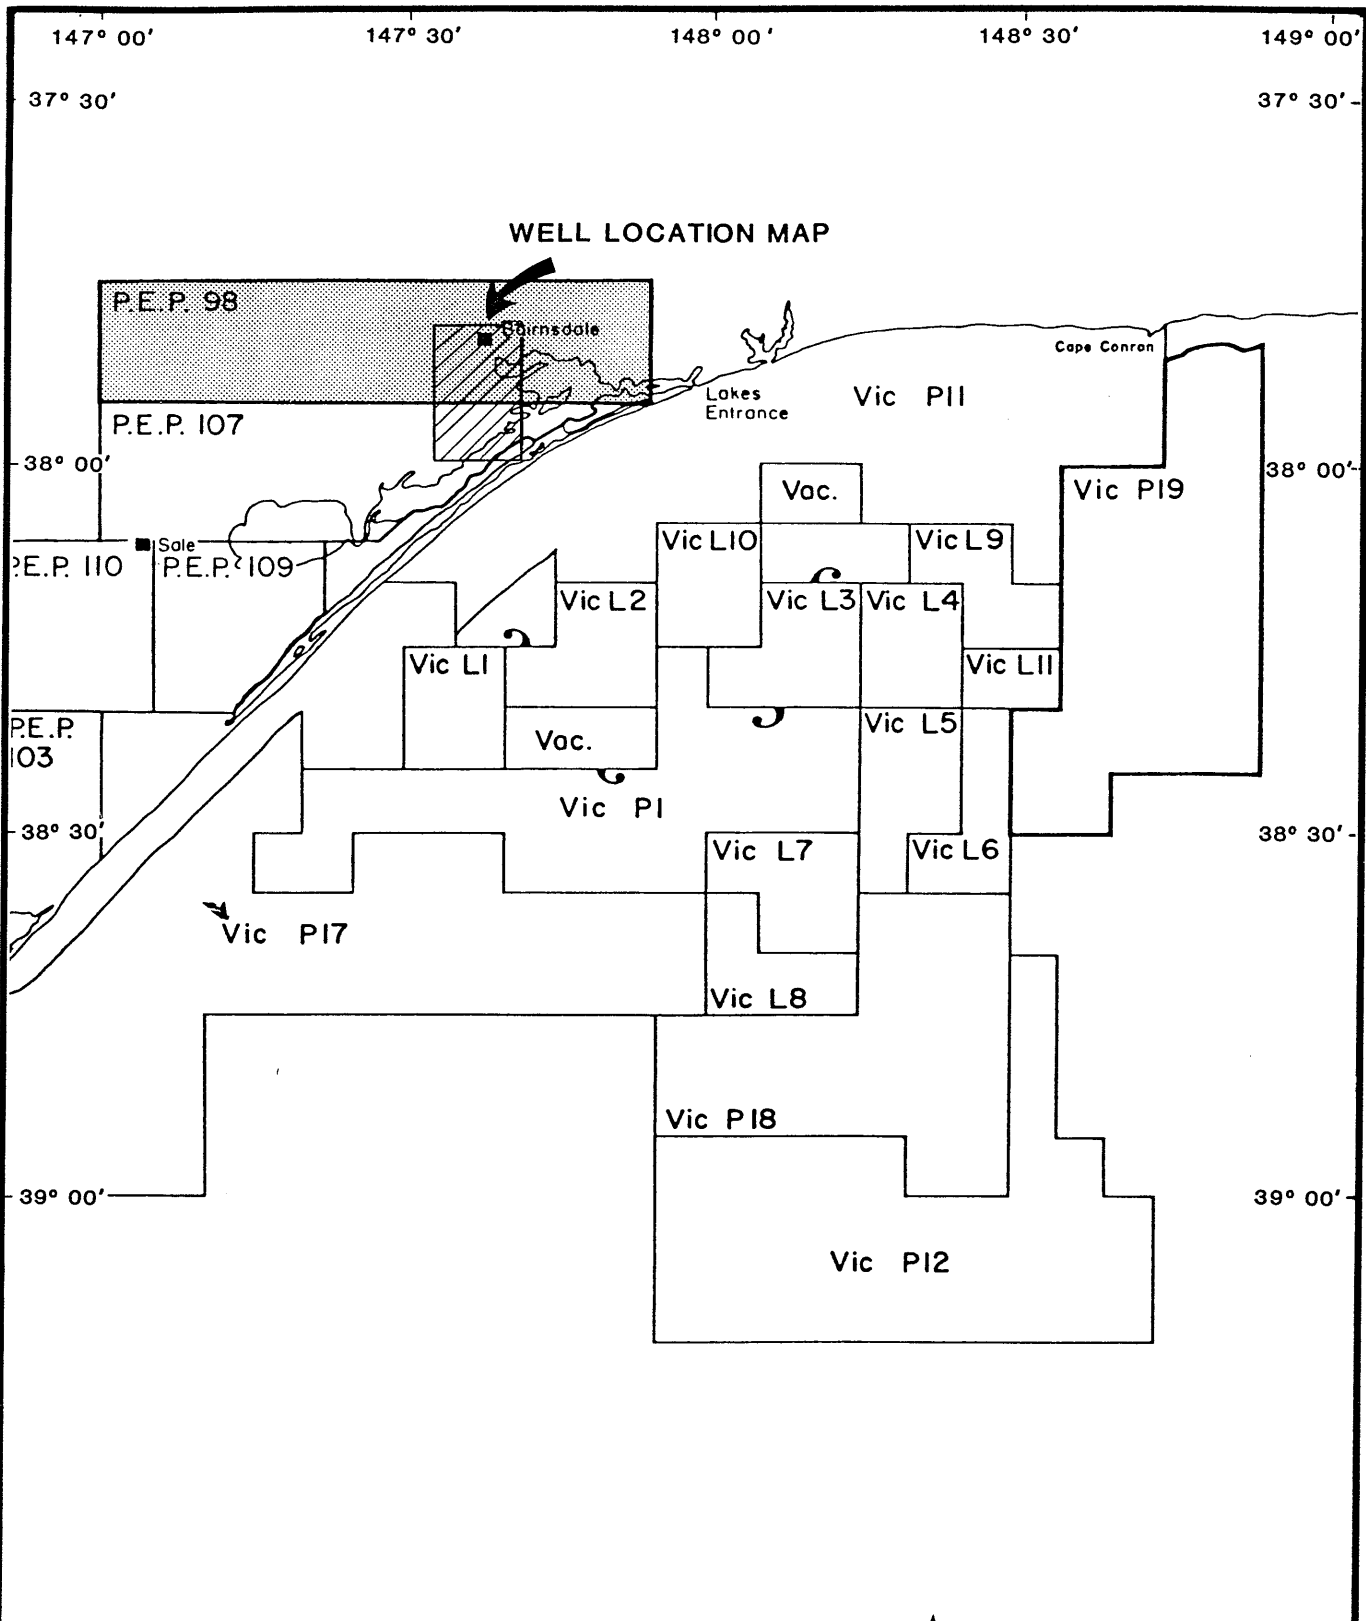 147° 00′ 147° 30′ 148° 00′ 148° 30′ 149° 00′
37° 30′ 37° 30′
WELL LOCATION MAP
P.E.P. 98
Bairnsdale
Cape Conran
Lakes
Entrance
Vic P11
P.E.P. 107
38° 00′ 38° 00′
Vac.
Vic P19
Sale
Vic L10
Vic L9
P.E.P. 110
P.E.P. 109
Vic L2
Vic L3
Vic L4
Vic L1
Vic L11
P.E.P.
103
Vac.
Vic L5
Vic P1
38° 30′ 38° 30′
Vic L7
Vic L6
Vic P17
Vic L8
Vic P18
39° 00′ 39° 00′
Vic P12